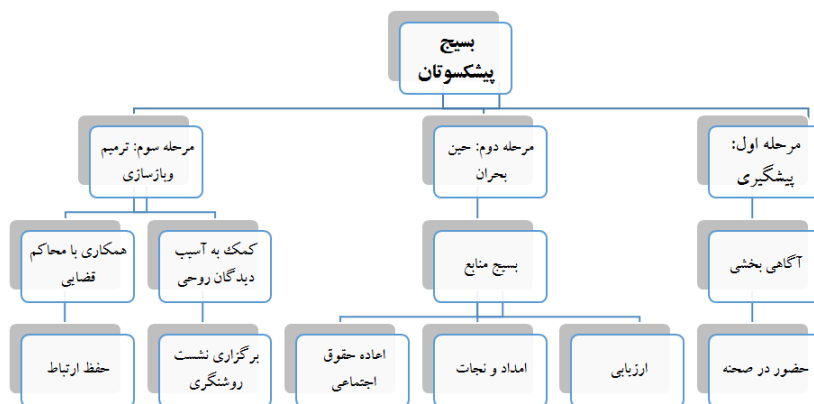 بسیج
پیشکسوتان
مرحله اول:
پیشگیری
مرحله دوم: حین
بحران
مرحله سوم: ترمیم
وبازسازی
آگاهی بخشی
بسیج منابع
کمک به آسیب
دیدگان روحی
همکاری با محاکم
قضایی
حضور در صحنه
ارزیابی
امداد و نجات
اعاده حقوق
اجتماعی
برگزاری نشست
روشنگری
حفظ ارتباط